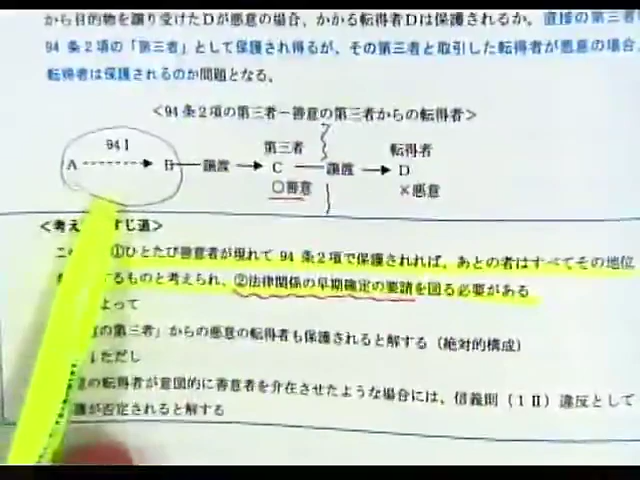 から目的物を譲り受けたDが悪意の場合、かかる転得者Dは保護されるか。直接の第三者
94条2項の「第三者」として保護され得るが、その第三者と取引した転得者が悪意の場合、
転得者は保護されるのか問題となる。
<94条2項の第三者－善意の第三者からの転得者>
94 I 第三者 転得者
A B 譲渡 C 譲渡 D
○善意 ×悪意
<考え すじ道>
こ ①ひとたび善意者が現れて94条2項で保護されれば、あとの者はすべてその地位
するものと考えられ、②法律関係の早期確定の要請を図る必要がある
よって
の第三者」からの悪意の転得者も保護されると解する（絶対的構成）
ただし
の転得者が意図的に善意者を介在させたような場合には、信義則（1Ⅱ）違反として
が否定されると解する